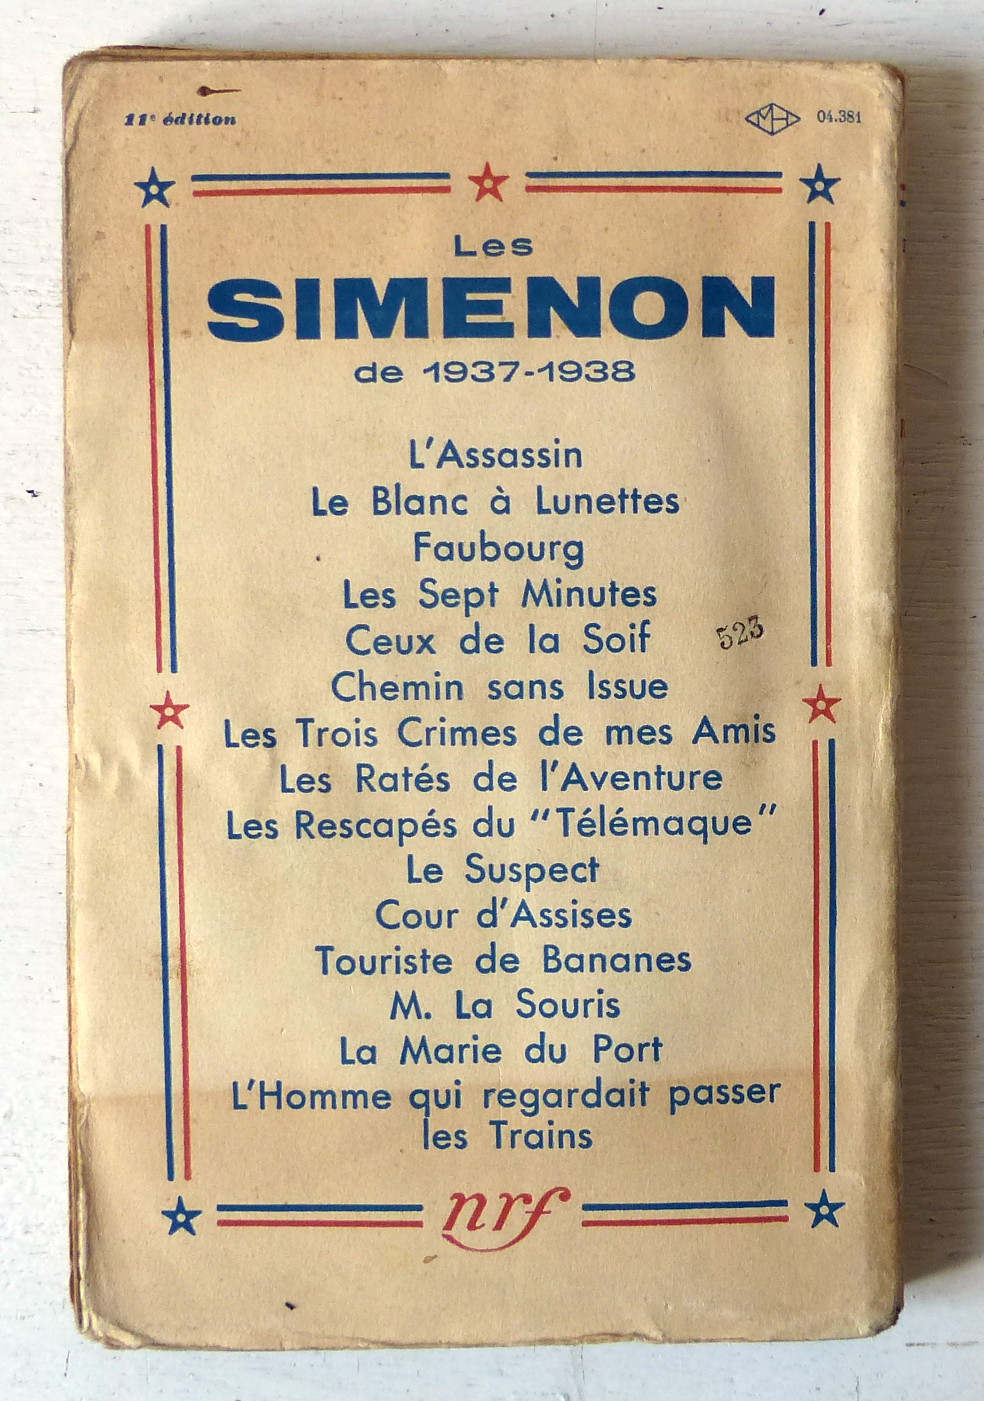 11e édition
MH 04.381
Les
SIMENON
de 1937-1938
L'Assassin
Le Blanc à Lunettes
Faubourg
Les Sept Minutes
Ceux de la Soif
523
Chemin sans Issue
Les Trois Crimes de mes Amis
Les Ratés de l'Aventure
Les Rescapés du "Télémaque"
Le Suspect
Cour d'Assises
Touriste de Bananes
M. La Souris
La Marie du Port
L'Homme qui regardait passer
les Trains
nrf